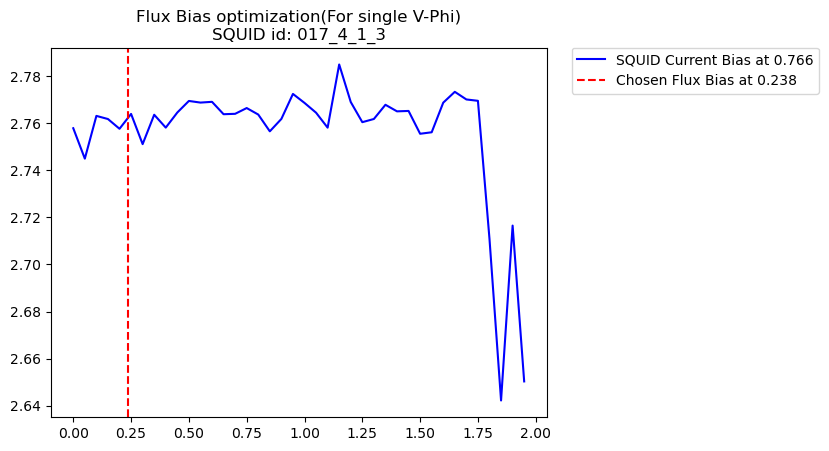 Flux Bias optimization(For single V-Phi)
SQUID id: 017_4_1_3
SQUID Current Bias at 0.766
Chosen Flux Bias at 0.238
2.78
2.76
2.74
2.72
2.70
2.68
2.66
2.64
0.00 0.25 0.50 0.75 1.00 1.25 1.50 1.75 2.00